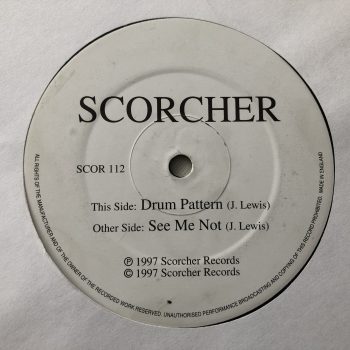 SCORCHER
SCOR 112
This Side: Drum Pattern (J. Lewis)
Other Side: See Me Not (J. Lewis)
℗ 1997 Scorcher Records
© 1997 Scorcher Records
ALL RIGHTS OF THE MANUFACTURER AND OF THE OWNER OF THE RECORDED WORK RESERVED. UNAUTHORISED PERFORMANCE BROADCASTING AND COPYING OF THIS RECORD PROHIBITED. MADE IN ENGLAND